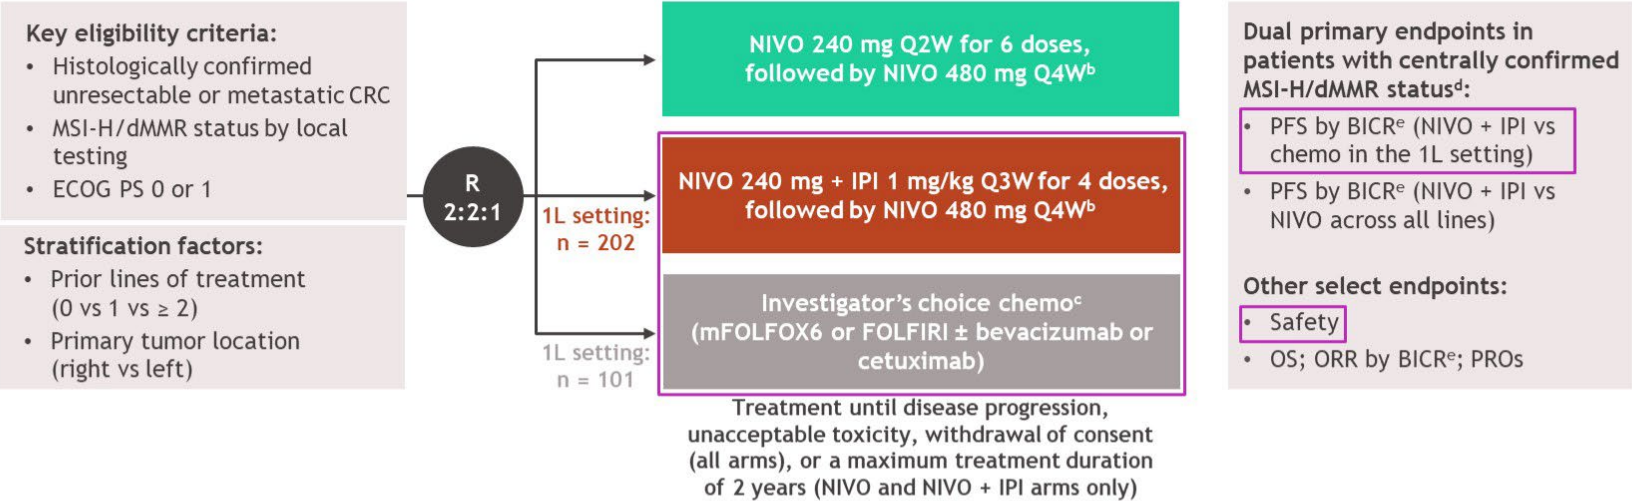 Key eligibility criteria:
• Histologically confirmed
unresectable or metastatic CRC
• MSI-H/dMMR status by local
testing
• ECOG PS 0 or 1
Stratification factors:
• Prior lines of treatment
(0 vs 1 vs ≥ 2)
• Primary tumor location
(right vs left)
R
2:2:1
1L setting:
n = 202
1L setting:
n = 101
NIVO 240 mg Q2W for 6 doses,
followed by NIVO 480 mg Q4Wᵇ
NIVO 240 mg + IPI 1 mg/kg Q3W for 4 doses,
followed by NIVO 480 mg Q4Wᵇ
Investigator’s choice chemoᶜ
(mFOLFOX6 or FOLFIRI ± bevacizumab or
cetuximab)
Treatment until disease progression,
unacceptable toxicity, withdrawal of consent
(all arms), or a maximum treatment duration
of 2 years (NIVO and NIVO + IPI arms only)
Dual primary endpoints in
patients with centrally confirmed
MSI-H/dMMR statusᵈ:
• PFS by BICRᵉ (NIVO + IPI vs
chemo in the 1L setting)
• PFS by BICRᵉ (NIVO + IPI vs
NIVO across all lines)
Other select endpoints:
• Safety
• OS; ORR by BICRᵉ; PROs